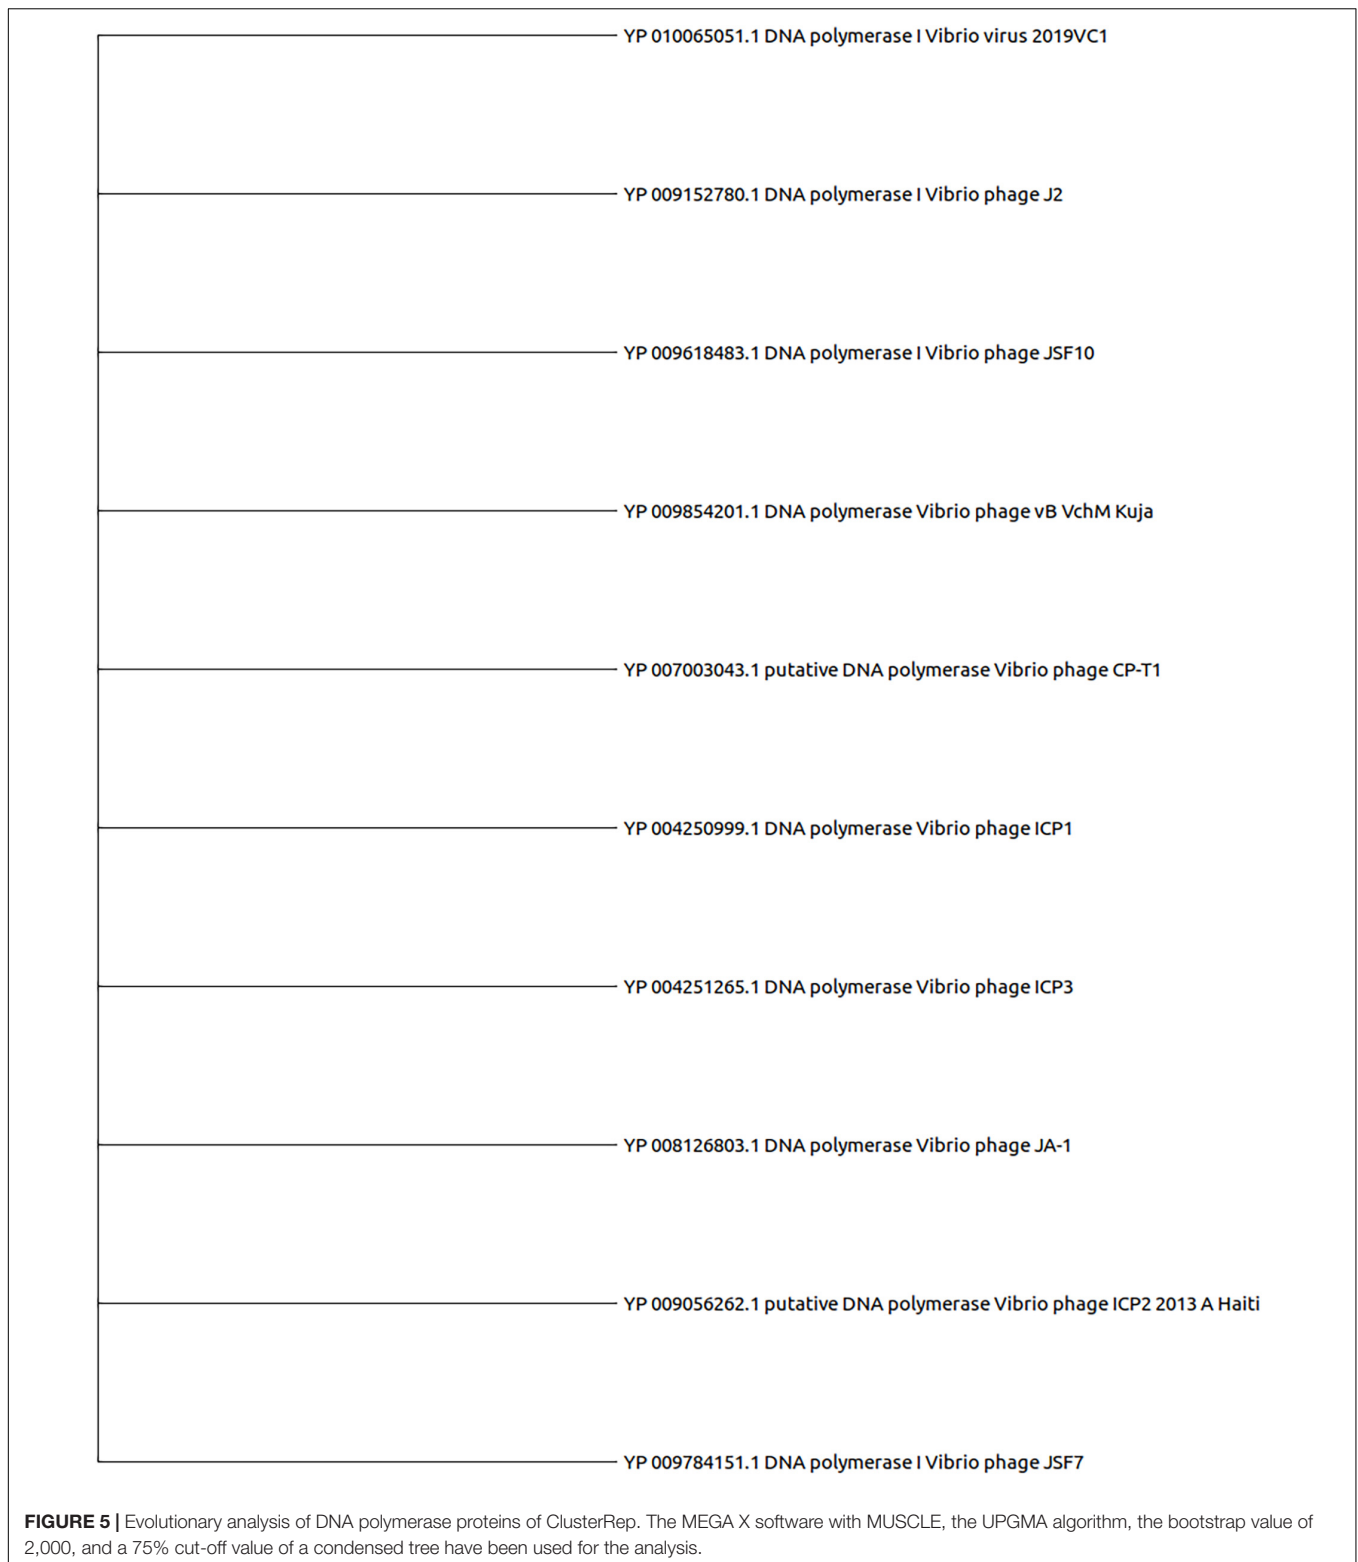 YP 010065051.1 DNA polymerase I Vibrio virus 2019VC1
YP 009152780.1 DNA polymerase I Vibrio phage J2
YP 009618483.1 DNA polymerase I Vibrio phage JSF10
YP 009854201.1 DNA polymerase Vibrio phage vB VchM Kuja
YP 007003043.1 putative DNA polymerase Vibrio phage CP-T1
YP 004250999.1 DNA polymerase Vibrio phage ICP1
YP 004251265.1 DNA polymerase Vibrio phage ICP3
YP 008126803.1 DNA polymerase Vibrio phage JA-1
YP 009056262.1 putative DNA polymerase Vibrio phage ICP2 2013 A Haiti
YP 009784151.1 DNA polymerase I Vibrio phage JSF7
FIGURE 5 | Evolutionary analysis of DNA polymerase proteins of ClusterRep. The MEGA X software with MUSCLE, the UPGMA algorithm, the bootstrap value of
2,000, and a 75% cut-off value of a condensed tree have been used for the analysis.